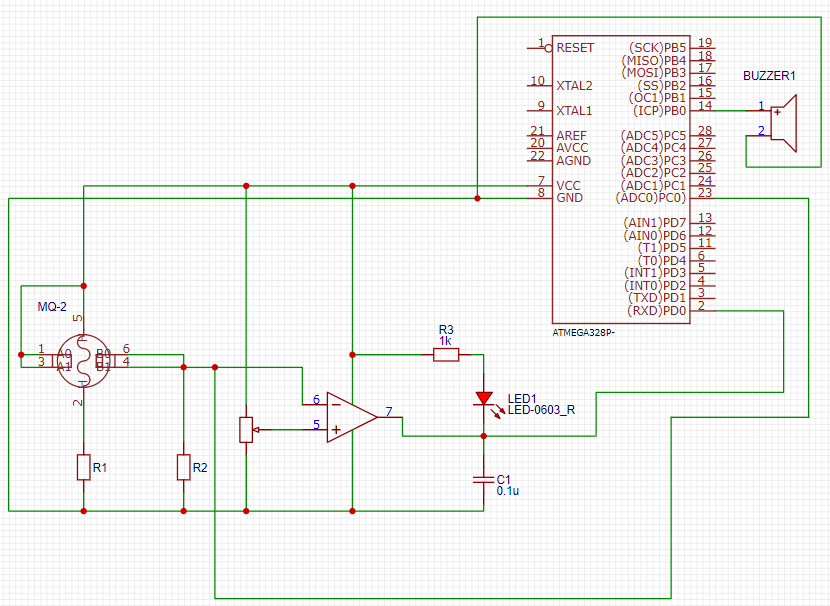 1 RESET (SCK)PB5 19
(MISO)PB4 18
(MOSI)PB3 17
10 XTAL2 (SS)PB2 16
(OC1)PB1 15
9 XTAL1 (ICP)PB0 14
BUZZER1
1
+
2
21 AREF (ADC5)PC5 28
20 AVCC (ADC4)PC4 27
22 AGND (ADC3)PC3 26
(ADC2)PC2 25
7 VCC (ADC1)PC1 24
8 GND (ADC0)PC0) 23
(AIN1)PD7 13
(AIN0)PD6 12
(T1)PD5 11
(T0)PD4 6
(INT1)PD3 5
(INT0)PD2 4
(TXD)PD1 3
(RXD)PD0 2
ATMEGA328P-
MQ-2
5
H
1 A0 B0 6
3 A1 B1 4
H
2
R3
1k
6 −
5 +
7
LED1
LED-0603_R
R1
R2
C1
0.1u